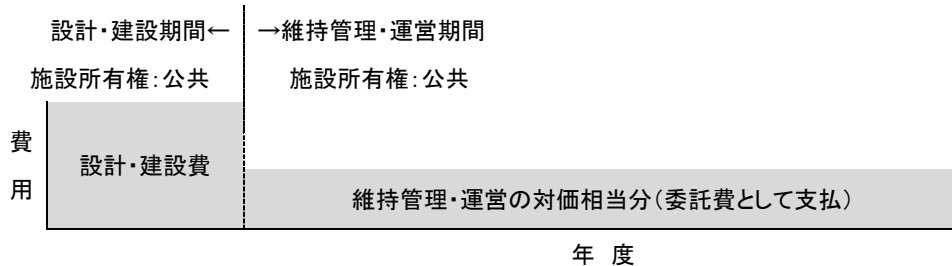 設計・建設期間← →維持管理・運営期間
施設所有権：公共 施設所有権：公共
費用
設計・建設費
維持管理・運営の対価相当分（委託費として支払）
年 度